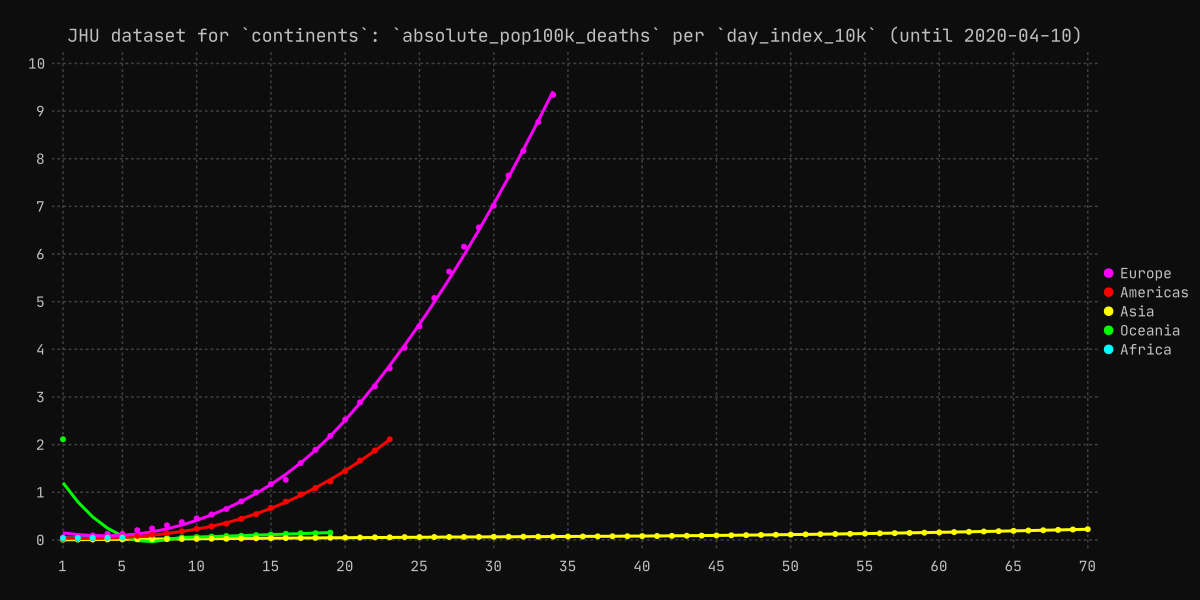 JHU dataset for `continents`: `absolute_pop100k_deaths` per `day_index_10k` (until 2020-04-10)
10
9
8
7
6
5
4
3
2
1
0
1 5 10 15 20 25 30 35 40 45 50 55 60 65 70
Europe
Americas
Asia
Oceania
Africa